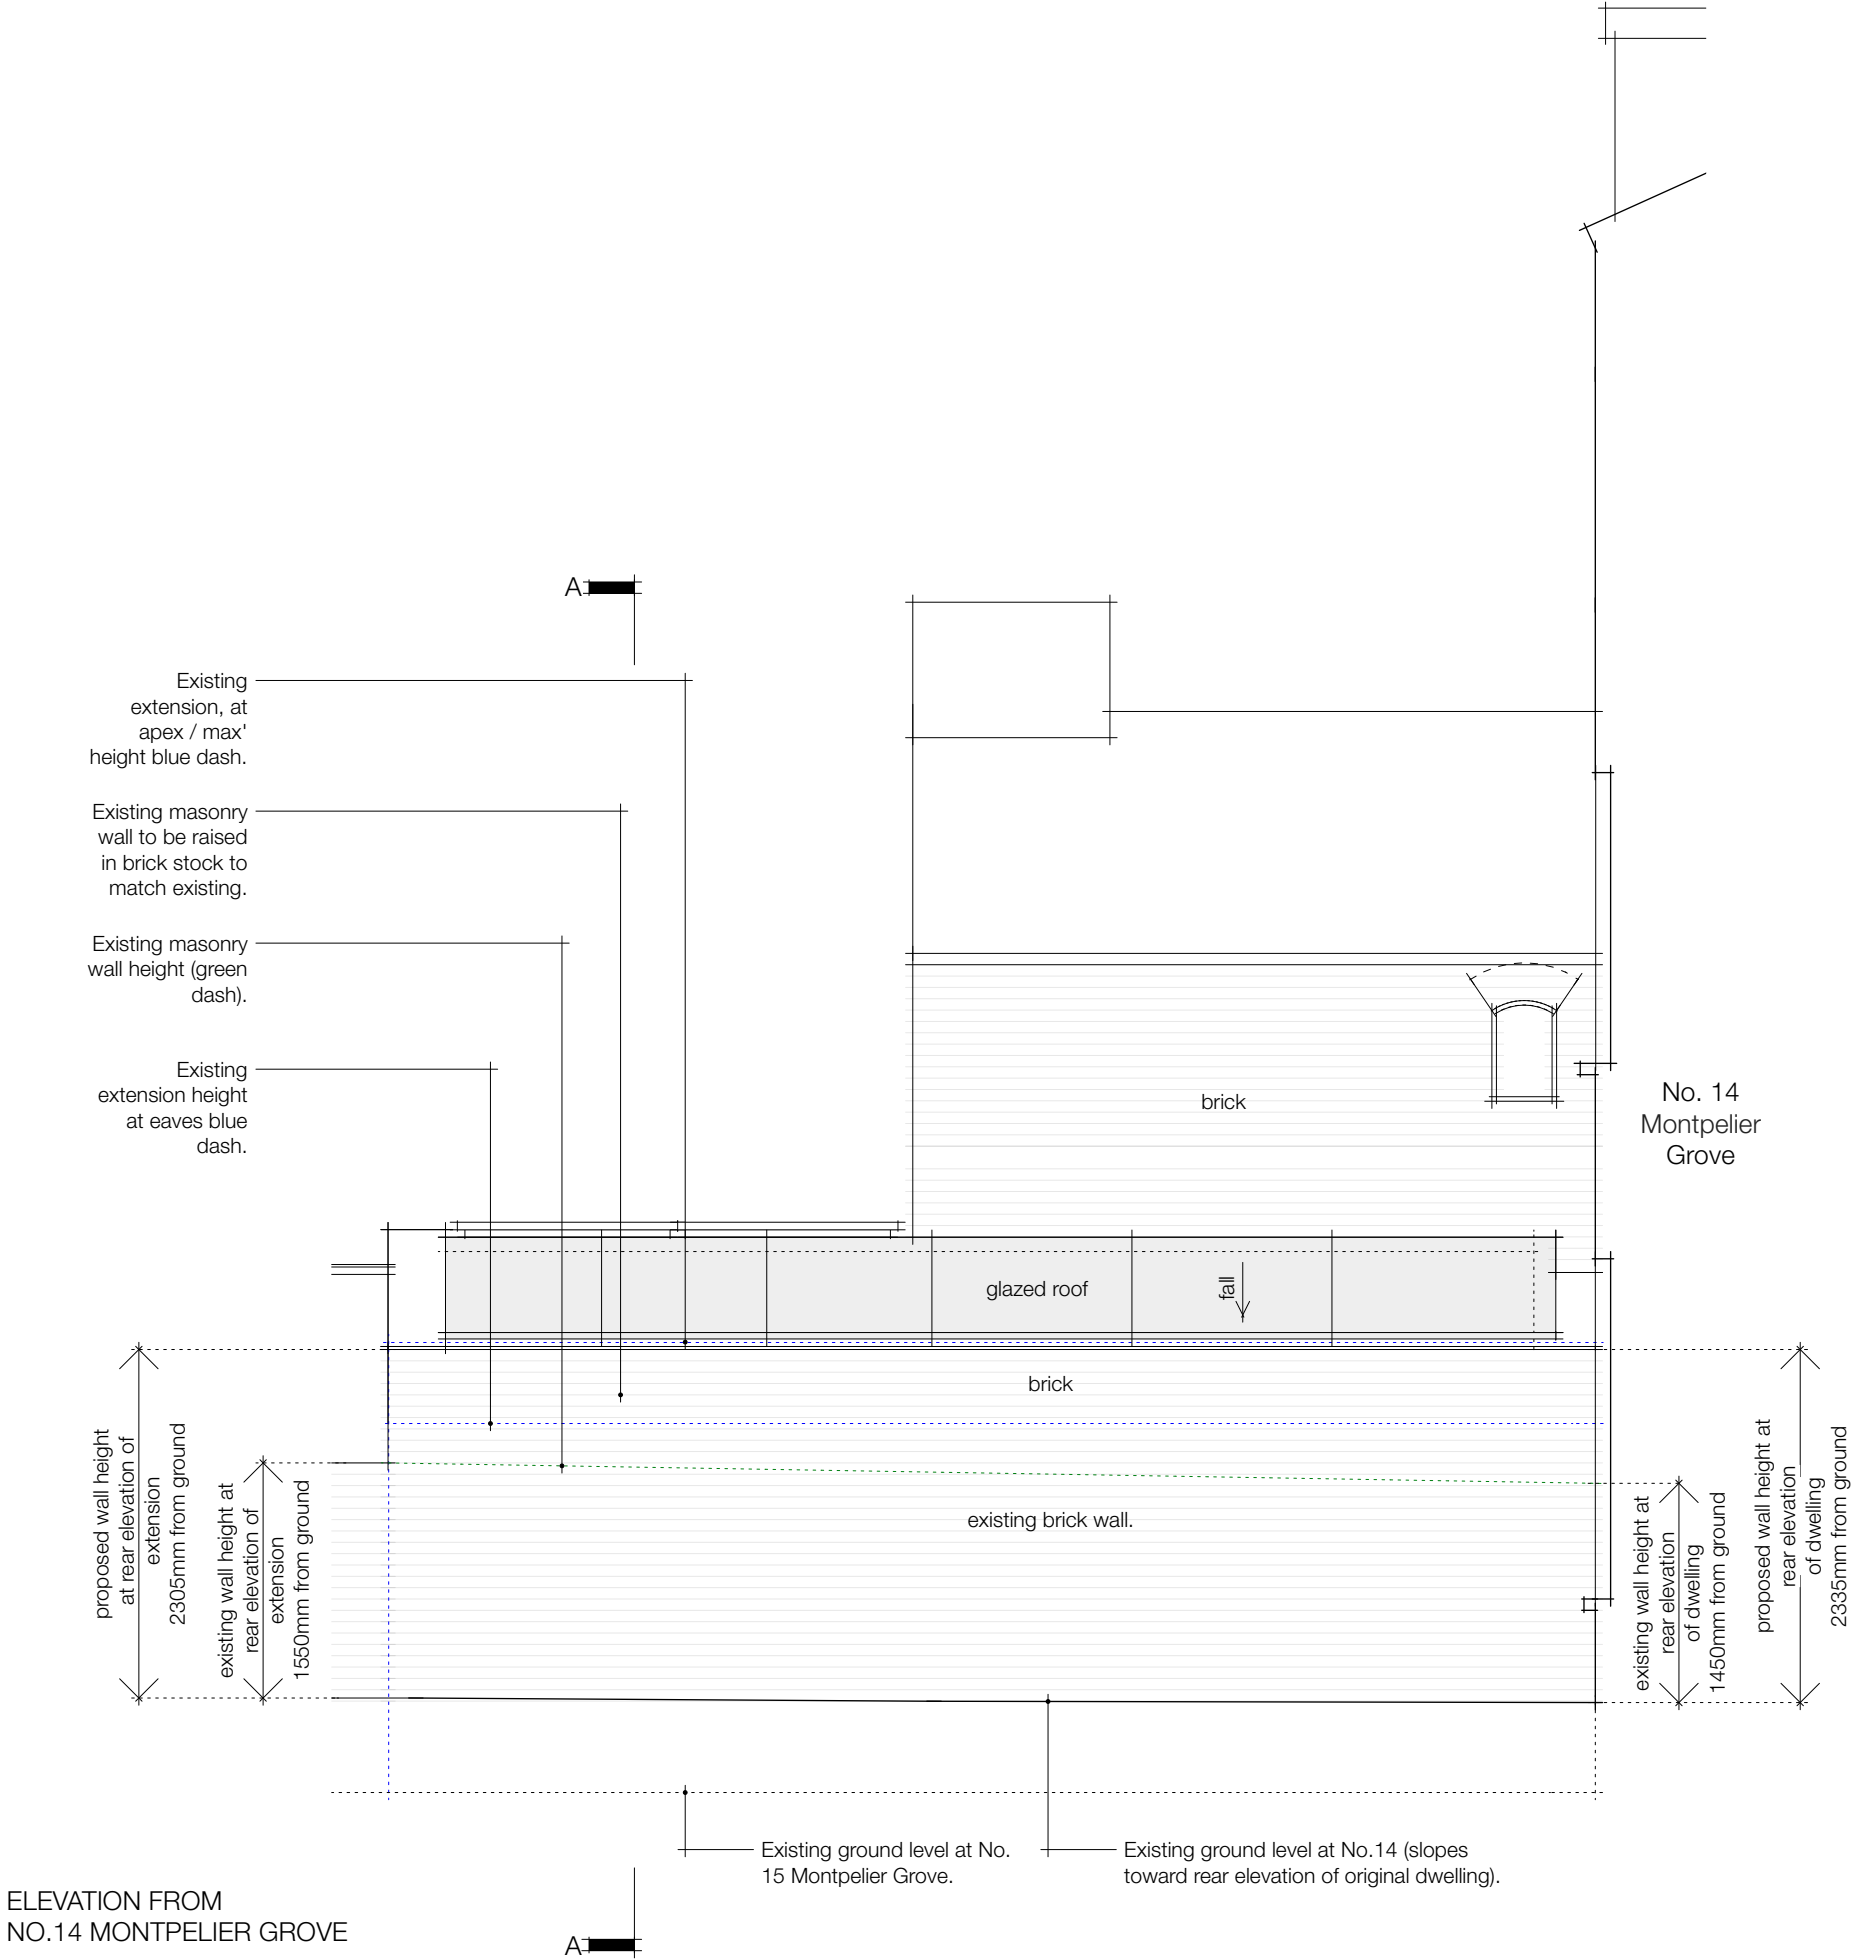 A
Existing
extension, at
apex / max'
height blue dash.
Existing masonry
wall to be raised
in brick stock to
match existing.
Existing masonry
wall height (green
dash).
Existing
extension height
at eaves blue
dash.
brick
No. 14
Montpelier
Grove
glazed roof
fall
brick
existing brick wall.
proposed wall height
at rear elevation of
extension
2305mm from ground
existing wall height at
rear elevation of
extension
1550mm from ground
existing wall height at
rear elevation
of dwelling
1450mm from ground
proposed wall height at
rear elevation
of dwelling
2335mm from ground
Existing ground level at No.
15 Montpelier Grove.
Existing ground level at No.14 (slopes
toward rear elevation of original dwelling).
ELEVATION FROM
NO.14 MONTPELIER GROVE
A